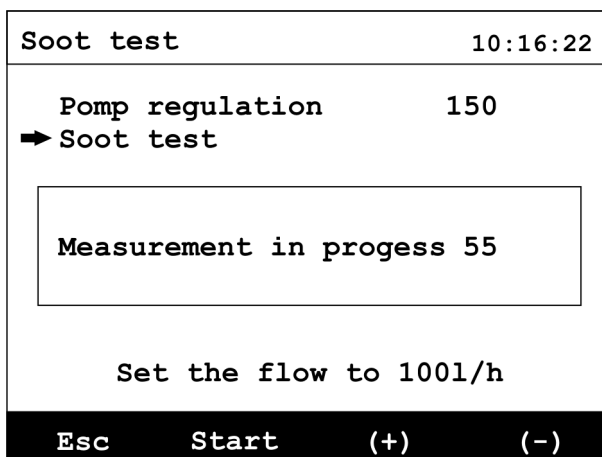 Soot test 10:16:22
Pomp regulation 150
Soot test
Measurement in progess 55
Set the flow to 100l/h
Esc Start (+) (-)